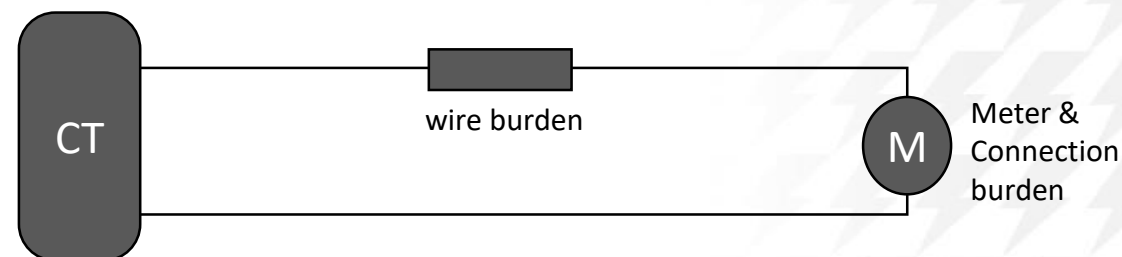 CT
wire burden
M
Meter &
Connection
burden